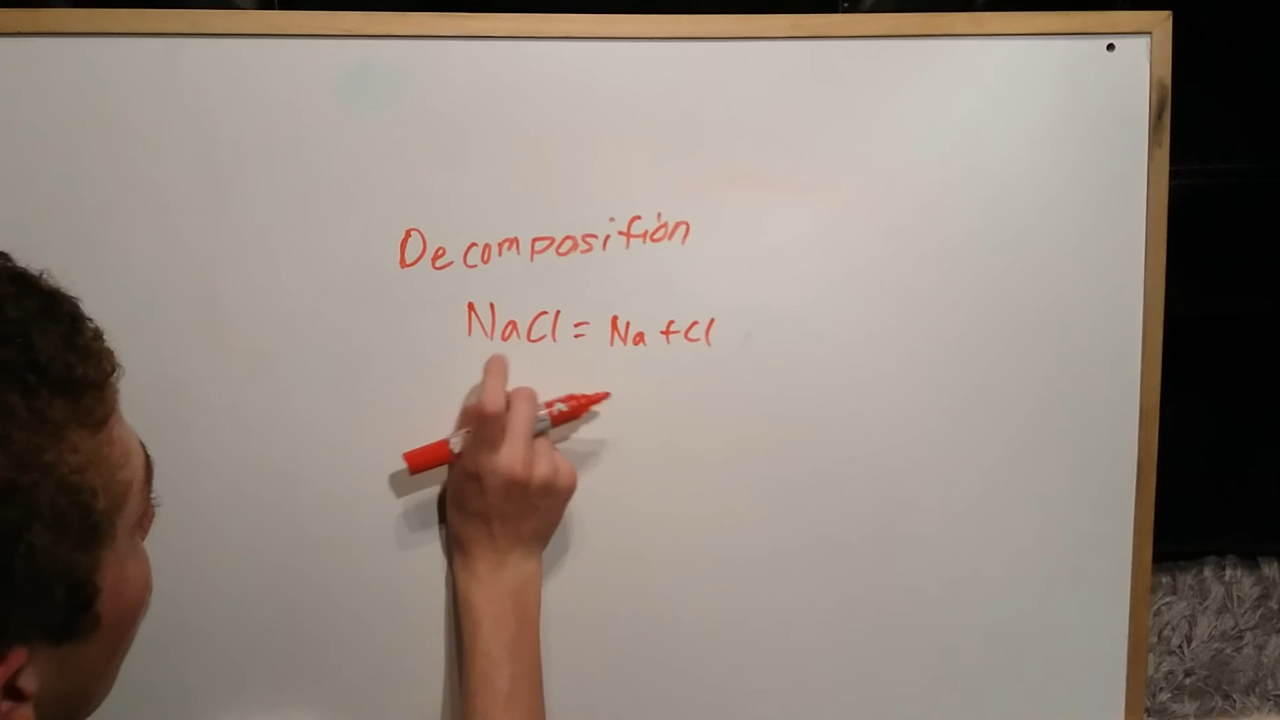 Decomposition
NaCl = Na + Cl